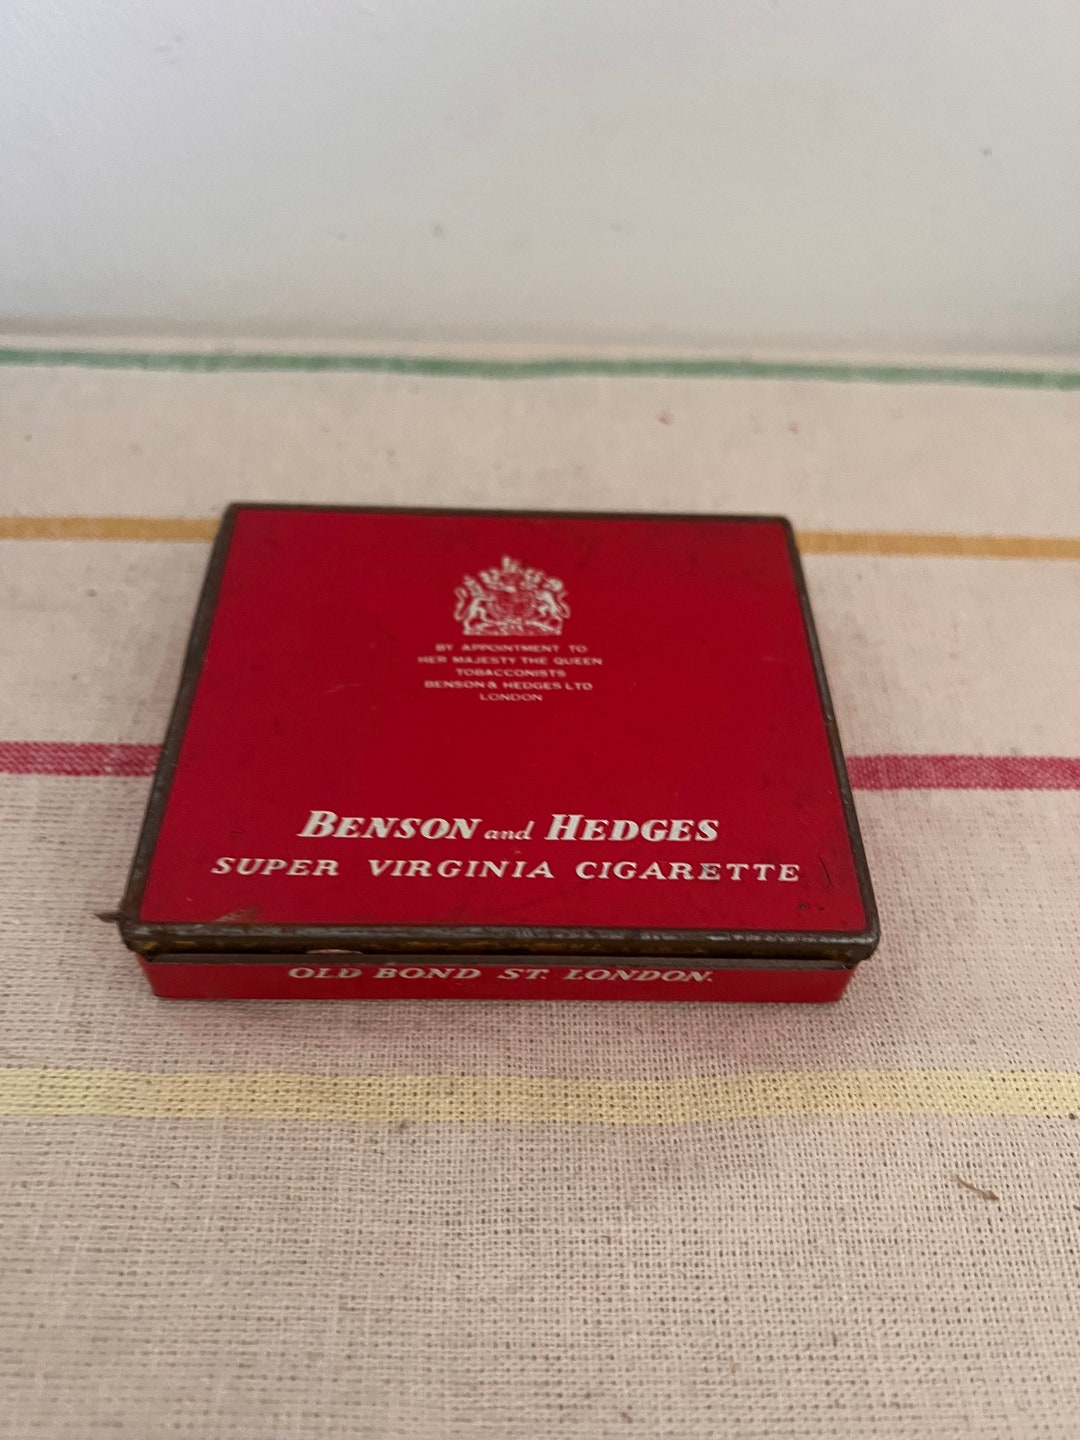 BY APPOINTMENT TO
HER MAJESTY THE QUEEN
TOBACCONISTS
BENSON & HEDGES LTD
LONDON
BENSON and HEDGES
SUPER VIRGINIA CIGARETTE
OLD BOND ST. LONDON.